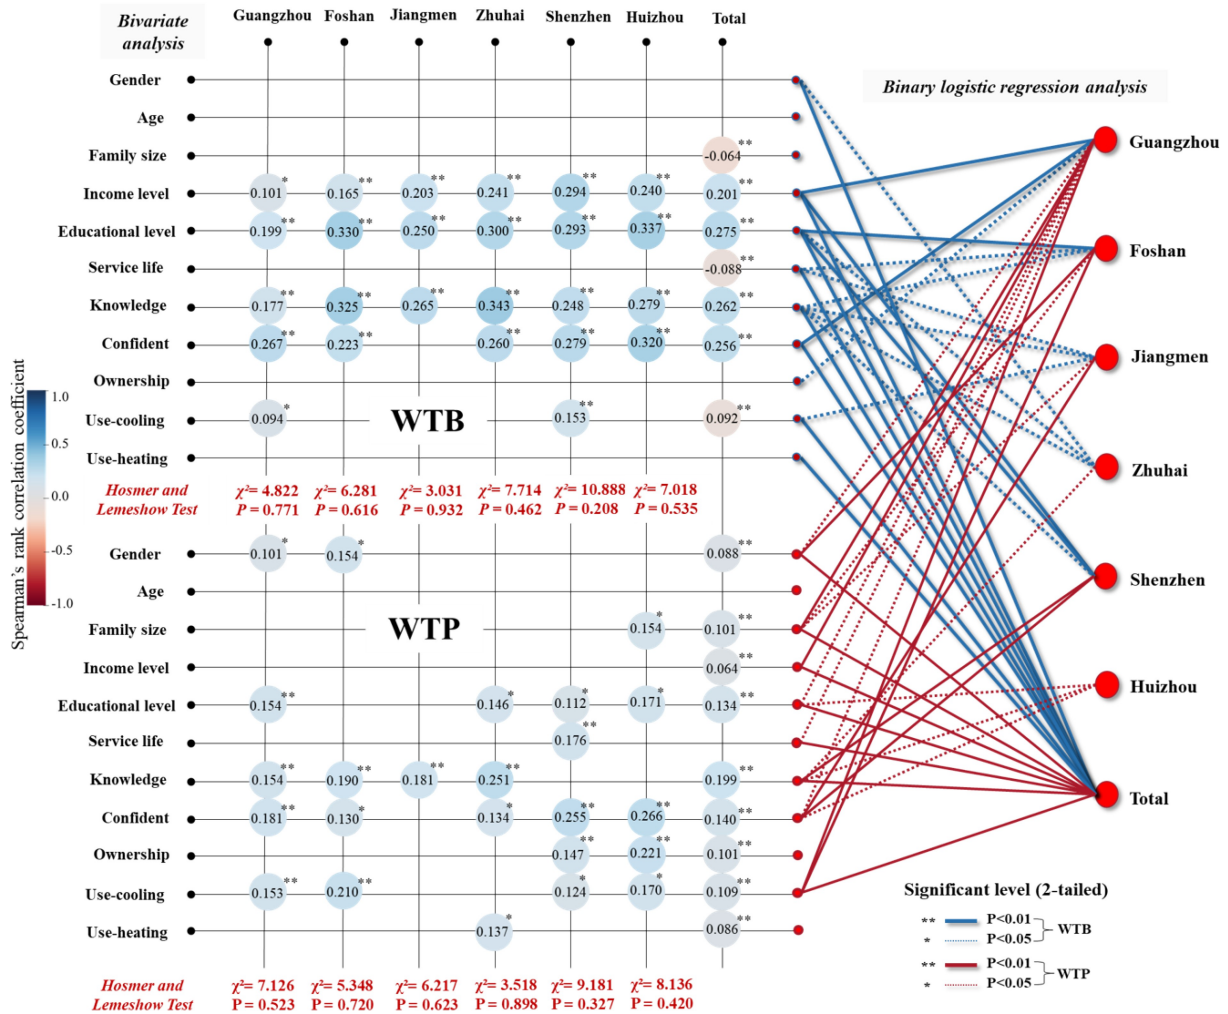 Bivariate
analysis
Guangzhou Foshan Jiangmen Zhuhai Shenzhen Huizhou Total
Binary logistic regression analysis
Gender
Age
Family size -0.064**
Income level 0.101* 0.165** 0.203** 0.241** 0.294** 0.240** 0.201**
Educational level 0.199** 0.330** 0.250** 0.300** 0.293** 0.337** 0.275**
Service life -0.088**
Knowledge 0.177** 0.325** 0.265** 0.343** 0.248** 0.279** 0.262**
Confident 0.267** 0.223** 0.260** 0.279** 0.320** 0.256**
Ownership
Use-cooling 0.094* WTB 0.153** 0.092**
Use-heating
Hosmer and
Lemeshow Test
χ²= 4.822 χ²= 6.281 χ²= 3.031 χ²= 7.714 χ²= 10.888 χ²= 7.018
P = 0.771 P = 0.616 P = 0.932 P = 0.462 P = 0.208 P = 0.535
Gender 0.101* 0.154* 0.088**
Age
Family size WTP 0.154* 0.101**
Income level 0.064**
Educational level 0.154** 0.146* 0.112* 0.171* 0.134**
Service life 0.176**
Knowledge 0.154** 0.190** 0.181** 0.251** 0.199**
Confident 0.181** 0.130* 0.134* 0.255** 0.266** 0.140**
Ownership 0.147** 0.221** 0.101**
Use-cooling 0.153** 0.210** 0.124* 0.170* 0.109**
Use-heating 0.137* 0.086**
Hosmer and
Lemeshow Test
χ²= 7.126 χ²= 5.348 χ²= 6.217 χ²= 3.518 χ²= 9.181 χ²= 8.136
P = 0.523 P = 0.720 P = 0.623 P = 0.898 P = 0.327 P = 0.420
Spearman's rank correlation coefficient
1.0
0.5
0.0
-0.5
-1.0
Guangzhou
Foshan
Jiangmen
Zhuhai
Shenzhen
Huizhou
Total
Significant level (2-tailed)
** P<0.01
* P<0.05
WTB
** P<0.01
* P<0.05
WTP